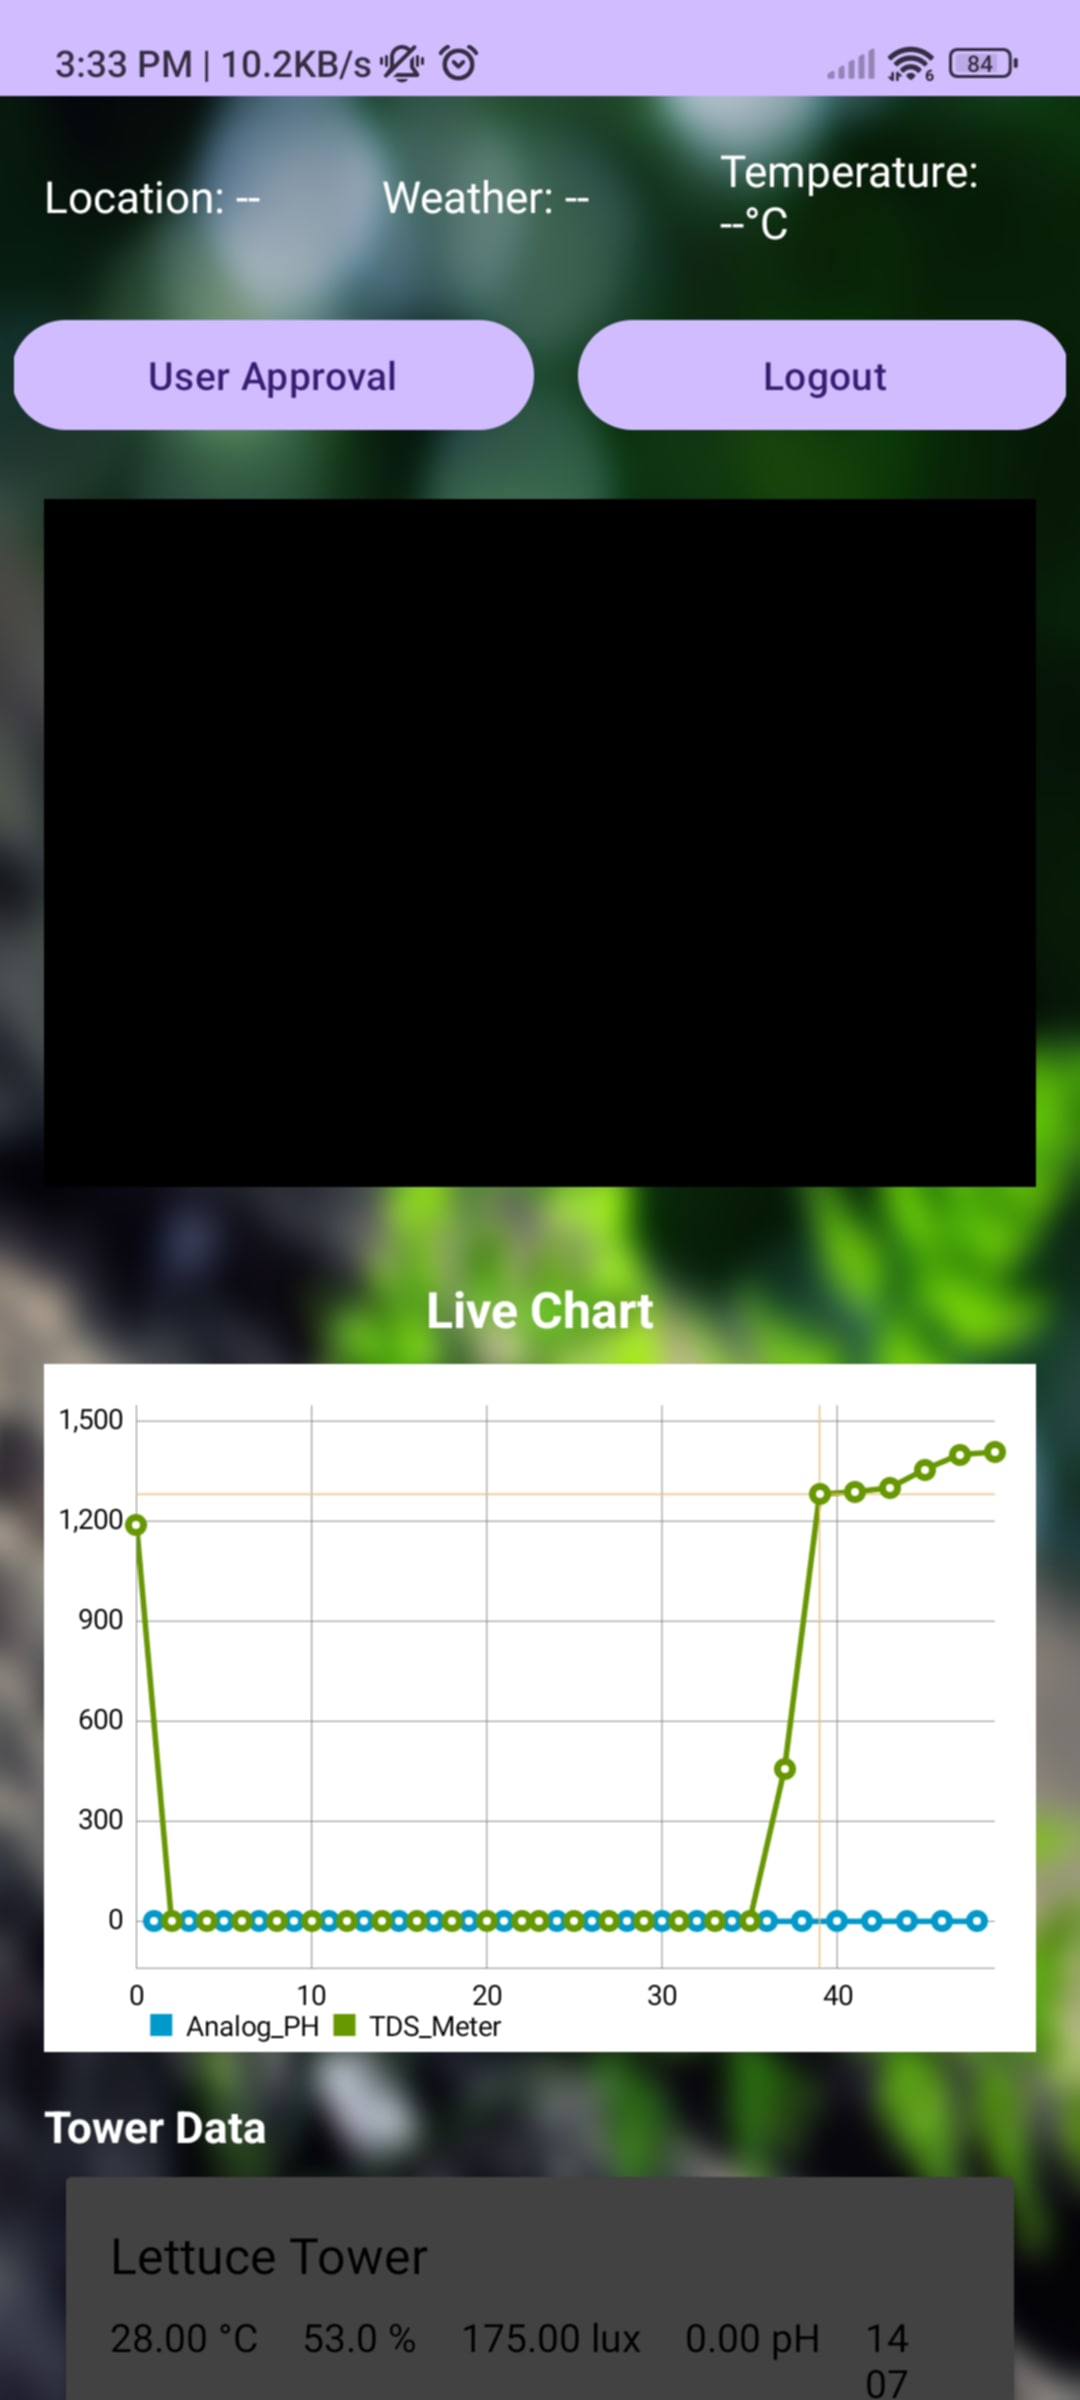 3:33 PM | 10.2KB/s
6
84
Location: --
Weather: --
Temperature:
--°C
User Approval
Logout
Live Chart
1,500
1,200
900
600
300
0
0 10 20 30 40
Analog_PH TDS_Meter
Tower Data
Lettuce Tower
28.00 °C 53.0 % 175.00 lux 0.00 pH 14
07